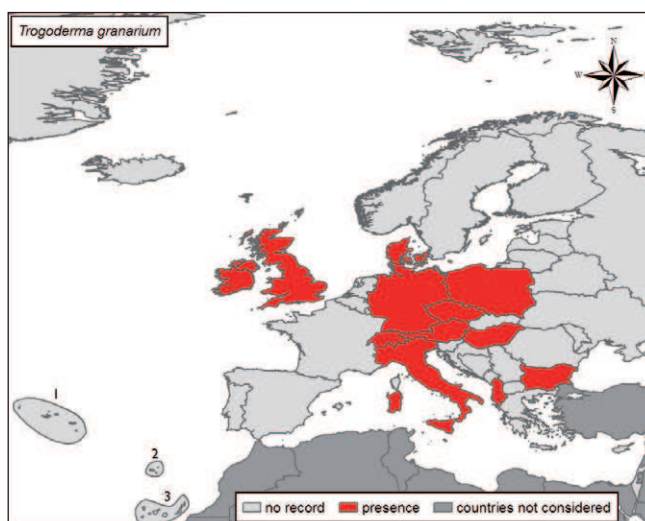 Trogoderma granarium
N
W
S
1
2
3
no record presence countries not considered